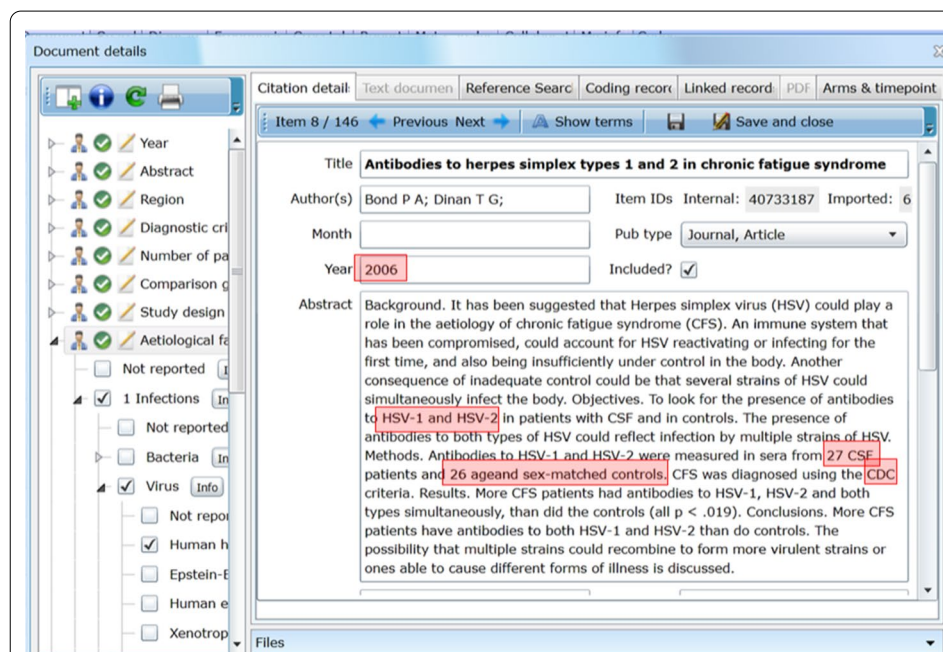 Document details
Citation detail Text documen Reference Searc Coding recor Linked record PDF Arms & timepoint
Item 8 / 146 Previous Next Show terms Save and close
Year
Abstract
Region
Diagnostic cri
Number of pa
Comparison g
Study design
Aetiological fa
Not reported
1 Infections In
Not reported
Bacteria In
Virus Info
Not repor
Human h
Epstein-E
Human e
Xenotrop
Title Antibodies to herpes simplex types 1 and 2 in chronic fatigue syndrome
Author(s) Bond P A; Dinan T G; Item IDs Internal: 40733187 Imported: 6
Month Pub type Journal, Article
Year 2006 Included?
Abstract Background. It has been suggested that Herpes simplex virus (HSV) could play a
role in the aetiology of chronic fatigue syndrome (CFS). An immune system that
has been compromised, could account for HSV reactivating or infecting for the
first time, and also being insufficiently under control in the body. Another
consequence of inadequate control could be that several strains of HSV could
simultaneously infect the body. Objectives. To look for the presence of antibodies
to HSV-1 and HSV-2 in patients with CSF and in controls. The presence of
antibodies to both types of HSV could reflect infection by multiple strains of HSV.
Methods. Antibodies to HSV-1 and HSV-2 were measured in sera from 27 CSF
patients and 26 ageand sex-matched controls. CFS was diagnosed using the CDC
criteria. Results. More CFS patients had antibodies to HSV-1, HSV-2 and both
types simultaneously, than did the controls (all p < .019). Conclusions. More CFS
patients have antibodies to both HSV-1 and HSV-2 than do controls. The
possibility that multiple strains could recombine to form more virulent strains or
ones able to cause different forms of illness is discussed.
Files